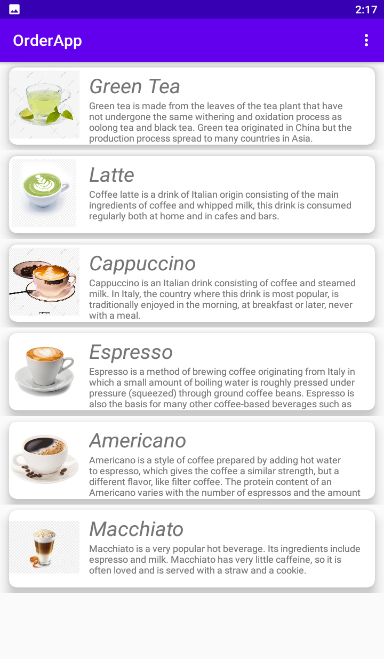 2:17
OrderApp
Green Tea
Green tea is made from the leaves of the tea plant that have
not undergone the same withering and oxidation process as
oolong tea and black tea. Green tea originated in China but the
production process spread to many countries in Asia.
Latte
Coffee latte is a drink of Italian origin consisting of the main
ingredients of coffee and whipped milk, this drink is consumed
regularly both at home and in cafes and bars.
Cappuccino
Cappuccino is an Italian drink consisting of coffee and steamed
milk. In Italy, the country where this drink is most popular, is
traditionally enjoyed in the morning, at breakfast or later, never
with a meal.
Espresso
Espresso is a method of brewing coffee originating from Italy in
which a small amount of boiling water is roughly pressed under
pressure (squeezed) through ground coffee beans. Espresso is
also the basis for many other coffee-based beverages such as
Americano
Americano is a style of coffee prepared by adding hot water
to espresso, which gives the coffee a similar strength, but a
different flavor, like filter coffee. The protein content of an
Americano varies with the number of espressos and the amount
Macchiato
Macchiato is a very popular hot beverage. Its ingredients include
espresso and milk. Macchiato has very little caffeine, so it is
often loved and is served with a straw and a cookie.